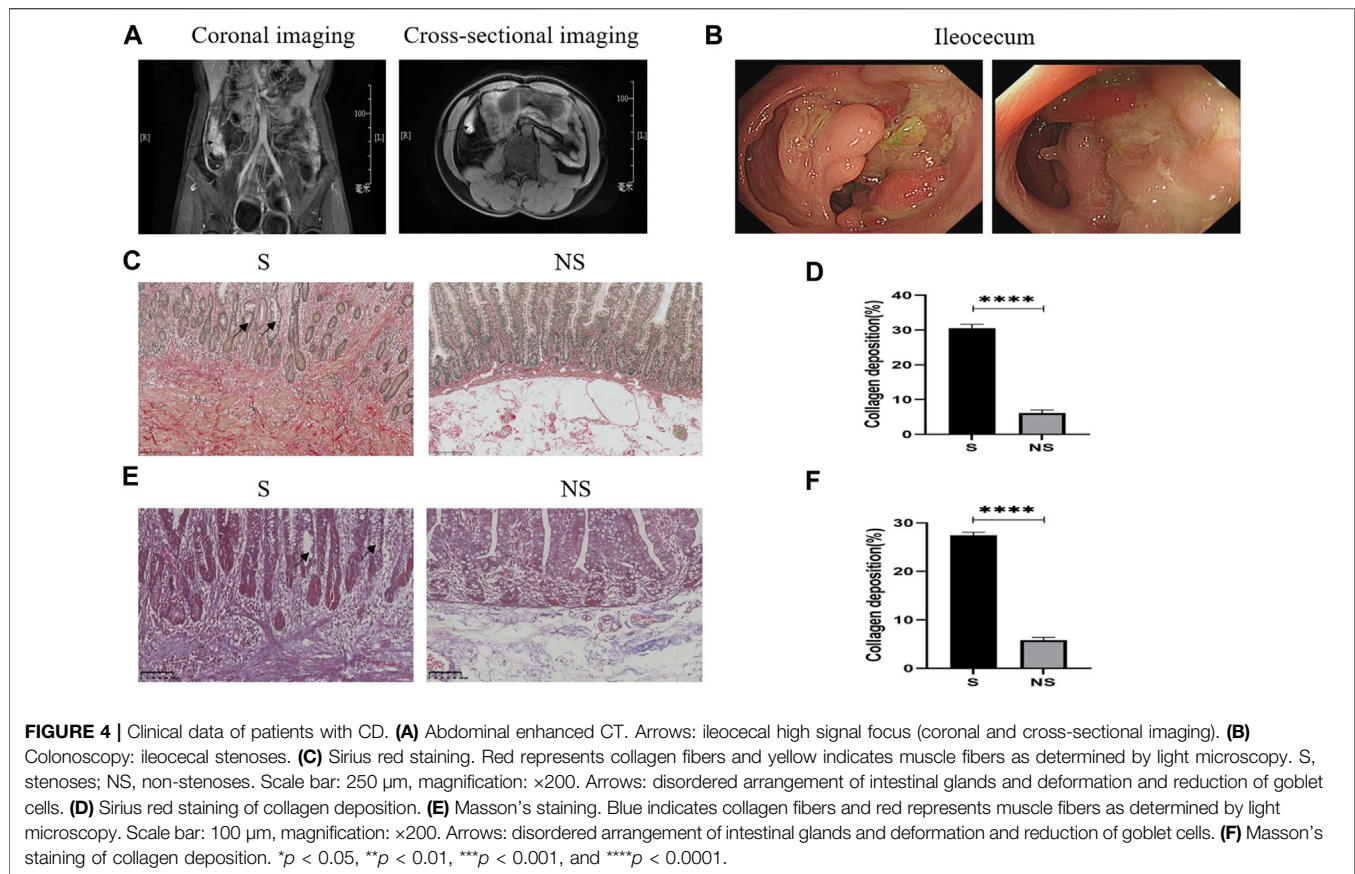 A
Coronal imaging
Cross-sectional imaging
B
Ileocecum
[R]
100
[L]
毫米
[R]
100
[L]
毫米
C
S
NS
D
Collagen deposition(%)
40
30
20
10
0
****
S
NS
E
S
NS
F
Collagen deposition(%)
30
20
10
0
****
S
NS
FIGURE 4 | Clinical data of patients with CD. (A) Abdominal enhanced CT. Arrows: ileocecal high signal focus (coronal and cross-sectional imaging). (B)
Colonoscopy: ileocecal stenoses. (C) Sirius red staining. Red represents collagen fibers and yellow indicates muscle fibers as determined by light microscopy. S,
stenoses; NS, non-stenoses. Scale bar: 250 µm, magnification: ×200. Arrows: disordered arrangement of intestinal glands and deformation and reduction of goblet
cells. (D) Sirius red staining of collagen deposition. (E) Masson's staining. Blue indicates collagen fibers and red represents muscle fibers as determined by light
microscopy. Scale bar: 100 µm, magnification: ×200. Arrows: disordered arrangement of intestinal glands and deformation and reduction of goblet cells. (F) Masson's
staining of collagen deposition. *p < 0.05, **p < 0.01, ***p < 0.001, and ****p < 0.0001.